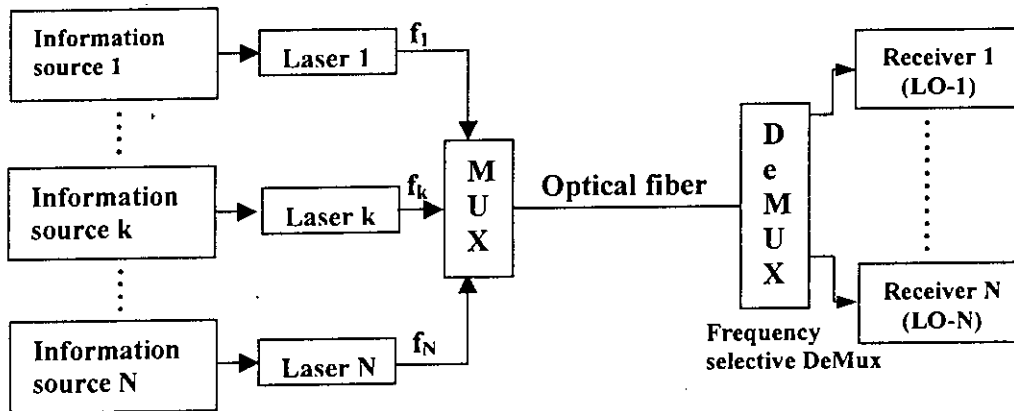 Information
source 1
Laser 1
f1
Information
source k
Laser k
fk
Information
source N
Laser N
fN
M
U
X
Optical fiber
D
e
M
U
X
Frequency
selective DeMux
Receiver 1
(LO-1)
Receiver N
(LO-N)